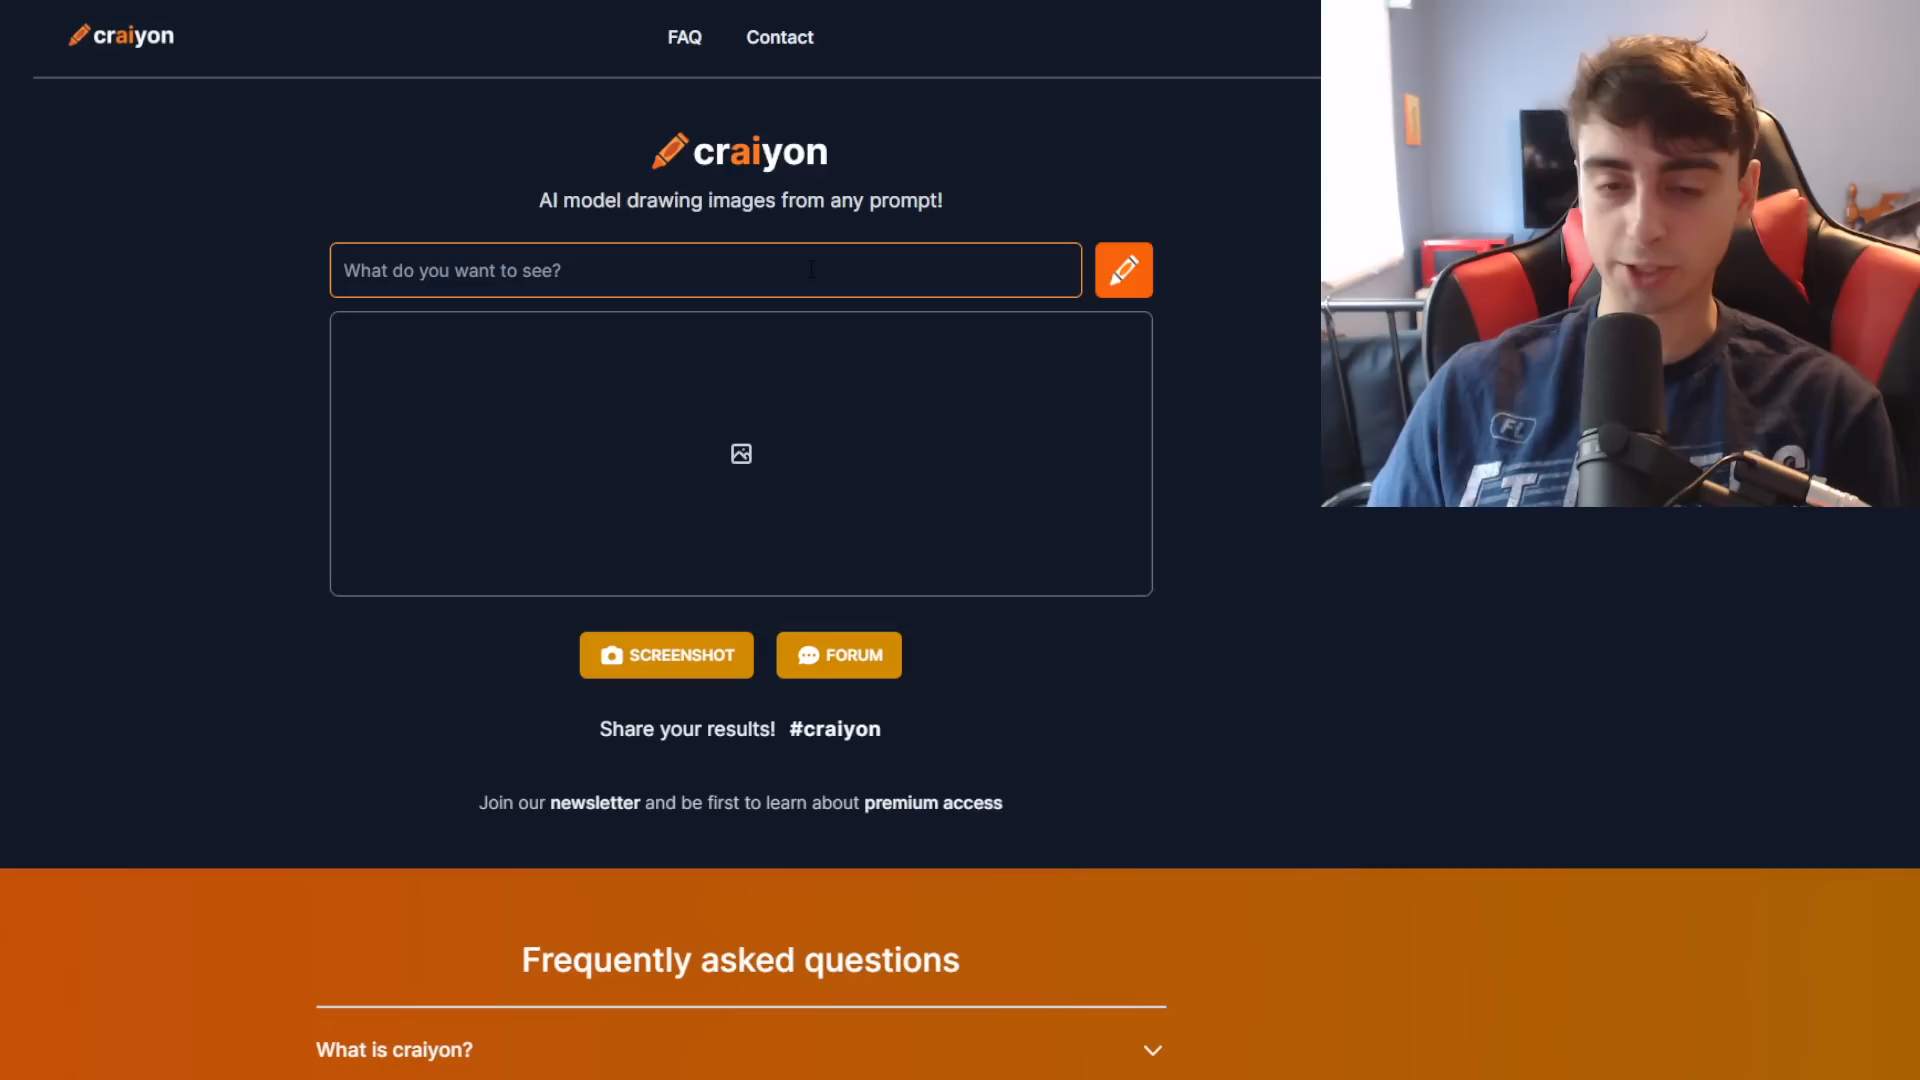 craiyon
FAQ
Contact
craiyon
AI model drawing images from any prompt!
What do you want to see?
SCREENSHOT
FORUM
Share your results! #craiyon
Join our newsletter and be first to learn about premium access
Frequently asked questions
What is craiyon?
FL